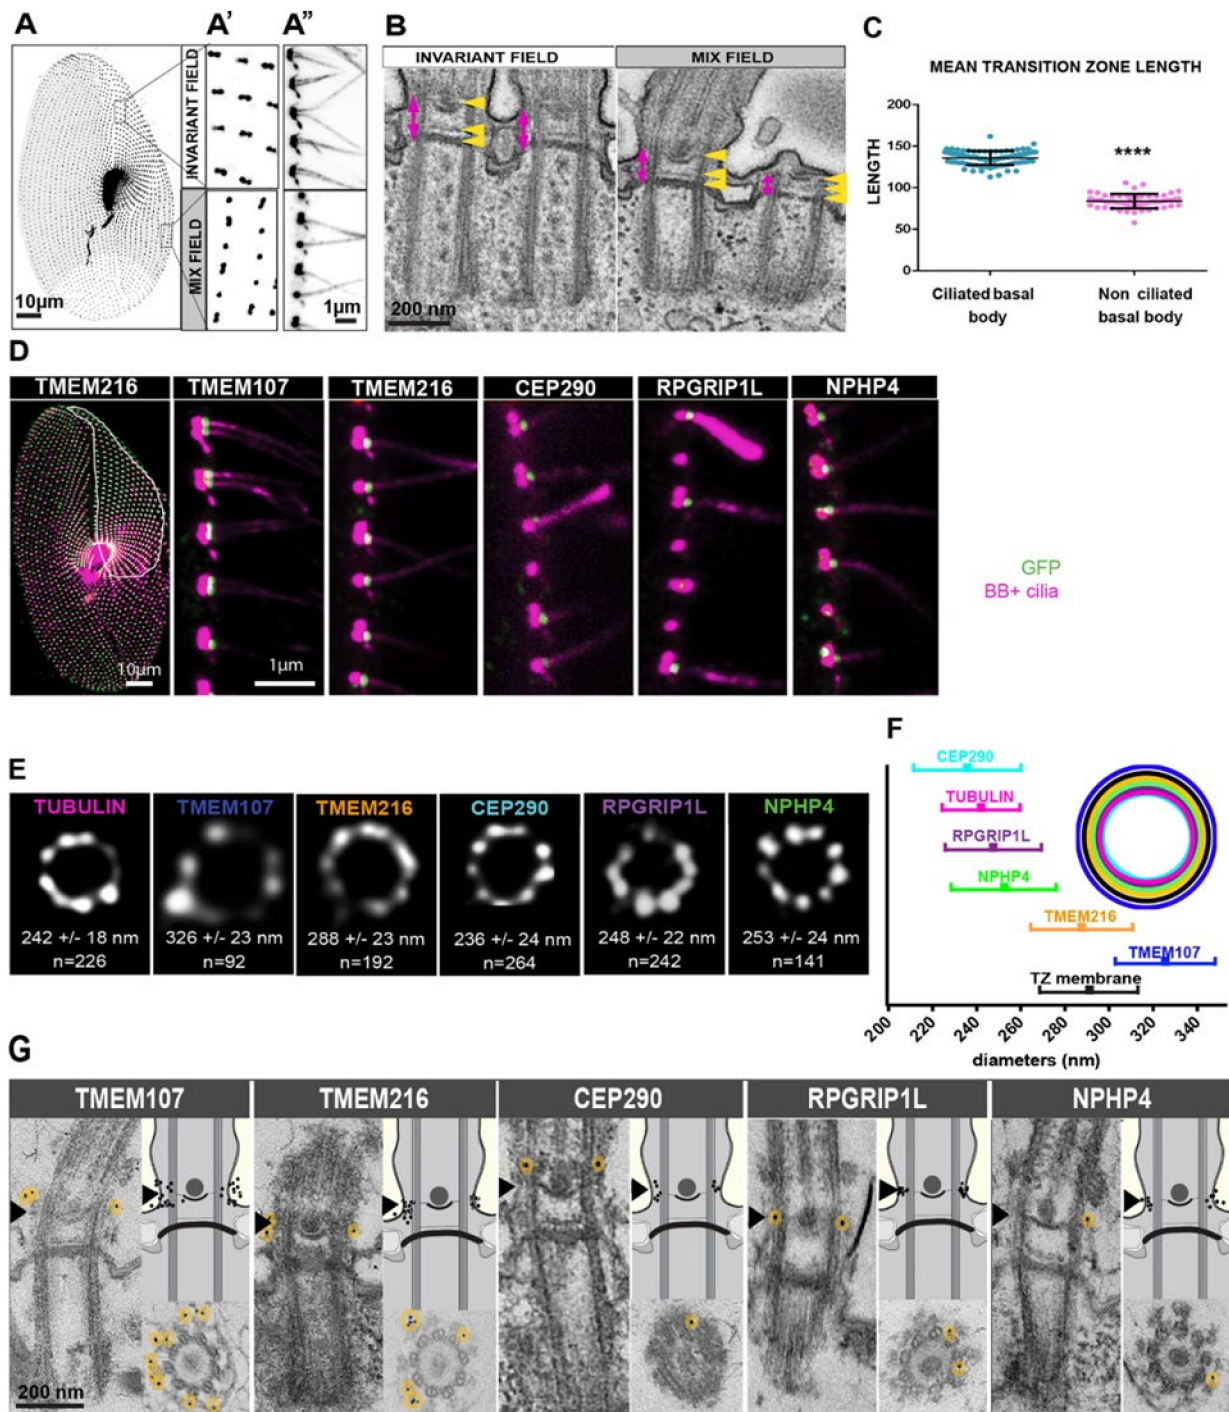 A
A'
A"
INVARIANT FIELD
MIX FIELD
10µm
1µm
B
INVARIANT FIELD
MIX FIELD
200 nm
C
MEAN TRANSITION ZONE LENGTH
LENGTH
200
150
100
50
0
****
Ciliated basal
body
Non ciliated
basal body
D
TMEM216
TMEM107
TMEM216
CEP290
RPGRIP1L
NPHP4
10µm
1µm
GFP
BB+ cilia
E
TUBULIN
TMEM107
TMEM216
CEP290
RPGRIP1L
NPHP4
242 +/- 18 nm
326 +/- 23 nm
288 +/- 23 nm
236 +/- 24 nm
248 +/- 22 nm
253 +/- 24 nm
n=226
n=92
n=192
n=264
n=242
n=141
F
CEP290
TUBULIN
RPGRIP1L
NPHP4
TMEM216
TMEM107
TZ membrane
200
220
240
260
280
300
320
340
diameters (nm)
G
TMEM107
TMEM216
CEP290
RPGRIP1L
NPHP4
200 nm